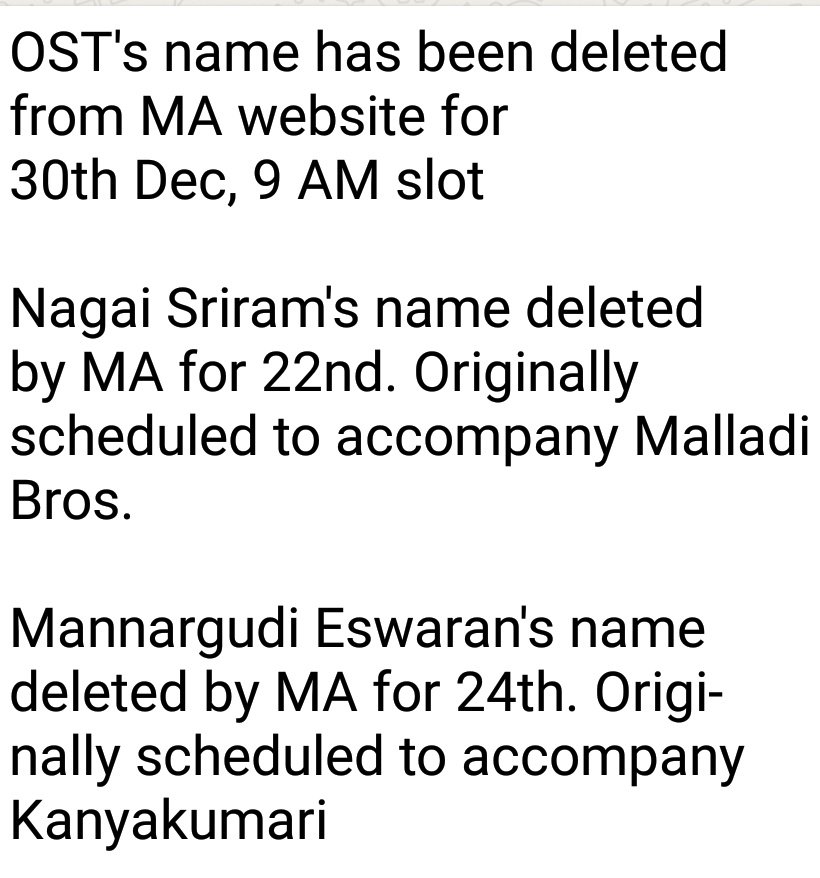 OST's name has been deleted
from MA website for
30th Dec, 9 AM slot
Nagai Sriram's name deleted
by MA for 22nd. Originally
scheduled to accompany Malladi
Bros.
Mannargudi Eswaran's name
deleted by MA for 24th. Origi-
nally scheduled to accompany
Kanyakumari